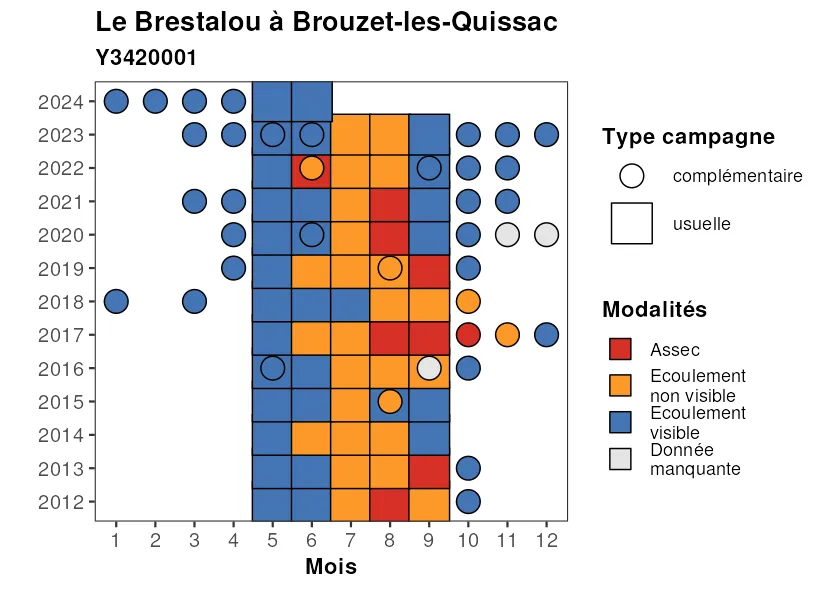 Le Brestalou à Brouzet-les-Quissac
Y3420001
2024
2023
2022
2021
2020
2019
2018
2017
2016
2015
2014
2013
2012
1 2 3 4 5 6 7 8 9 10 11 12
Mois
Type campagne
complémentaire
usuelle
Modalités
Assec
Ecoulement
non visible
Ecoulement
visible
Donnée
manquante